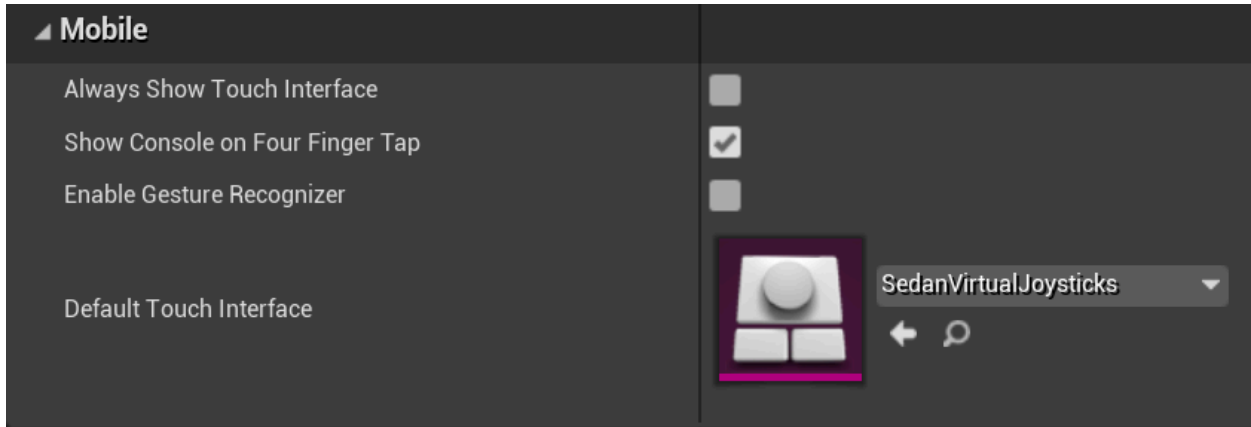 Mobile
Always Show Touch Interface
Show Console on Four Finger Tap
Enable Gesture Recognizer
Default Touch Interface
SedanVirtualJoysticks